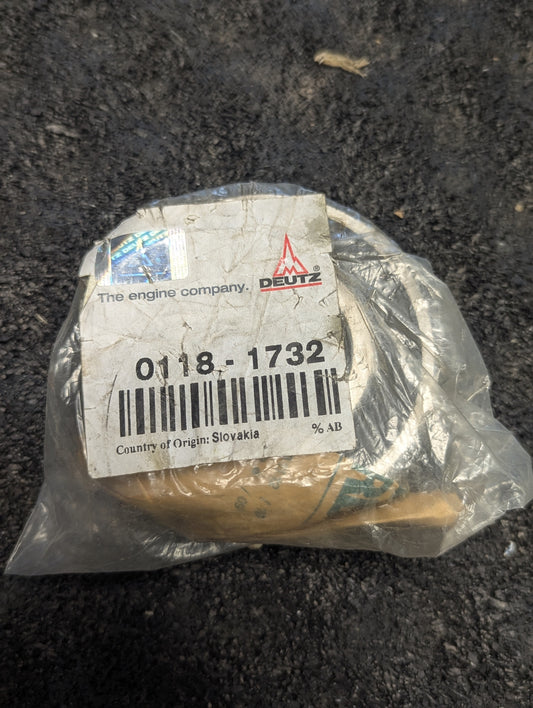 The engine company.
DEUTZ®
0118-1732
Country of Origin: Slovakia % AB